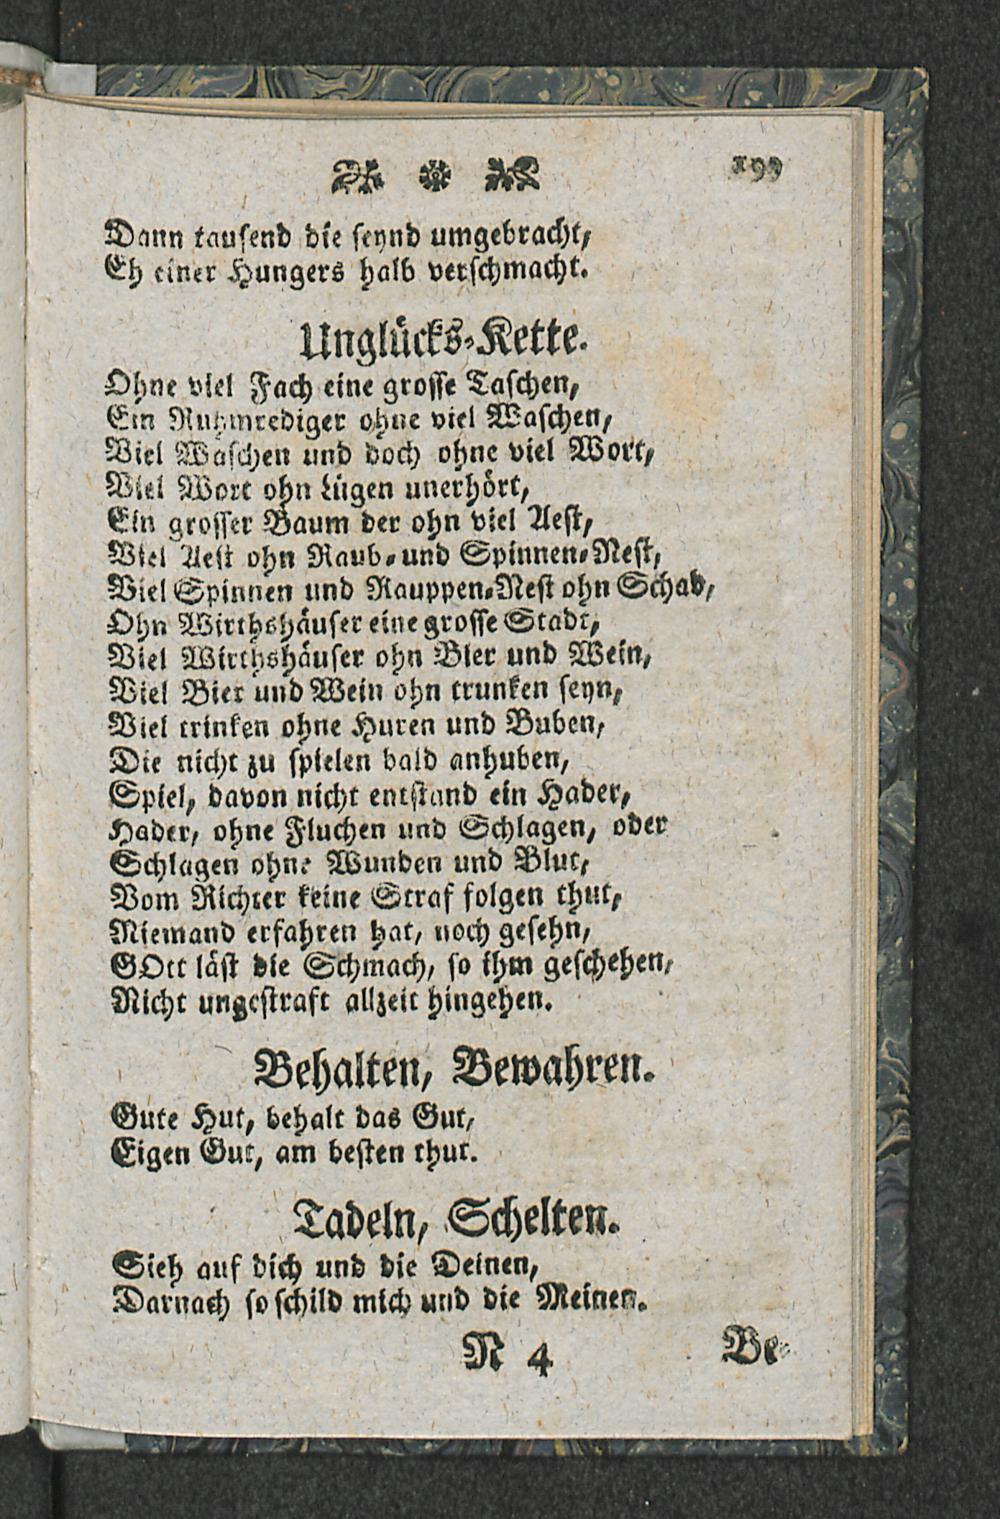 199
Dann tausend die seynd umgebracht,
Eh einer Hungers halb verschmacht.
Unglücks-Kette.
Ohne viel Fach eine grosse Taschen,
Ein Ruhmrediger ohne viel Waschen,
Viel Waschen und doch ohne viel Wort,
Viel Wort ohn Lügen unerhört,
Ein grosser Baum der ohn viel Aest,
Viel Aest ohn Raub- und Spinnen-Nest,
Viel Spinnen und Rauppen-Nest ohn Schad,
Ohn Wirthshäuser eine grosse Stadt,
Viel Wirthshäuser ohn Bier und Wein,
Viel Bier und Wein ohn trunken seyn,
Viel trinken ohne Huren und Buben,
Die nicht zu spielen bald anhuben,
Spiel, davon nicht entstand ein Hader,
Hader, ohne Fluchen und Schlagen, oder
Schlagen ohne Wunden und Blut,
Vom Richter keine Straf folgen thut,
Niemand erfahren hat, noch gesehn,
GOtt läst die Schmach, so ihm geschehen,
Nicht ungestraft allzeit hingehen.
Behalten, Bewahren.
Gute Hut, behalt das Gut,
Eigen Gut, am besten thut.
Tadeln, Schelten.
Sieh auf dich und die Deinen,
Darnach so schild mich und die Meinen.
N 4 Be-